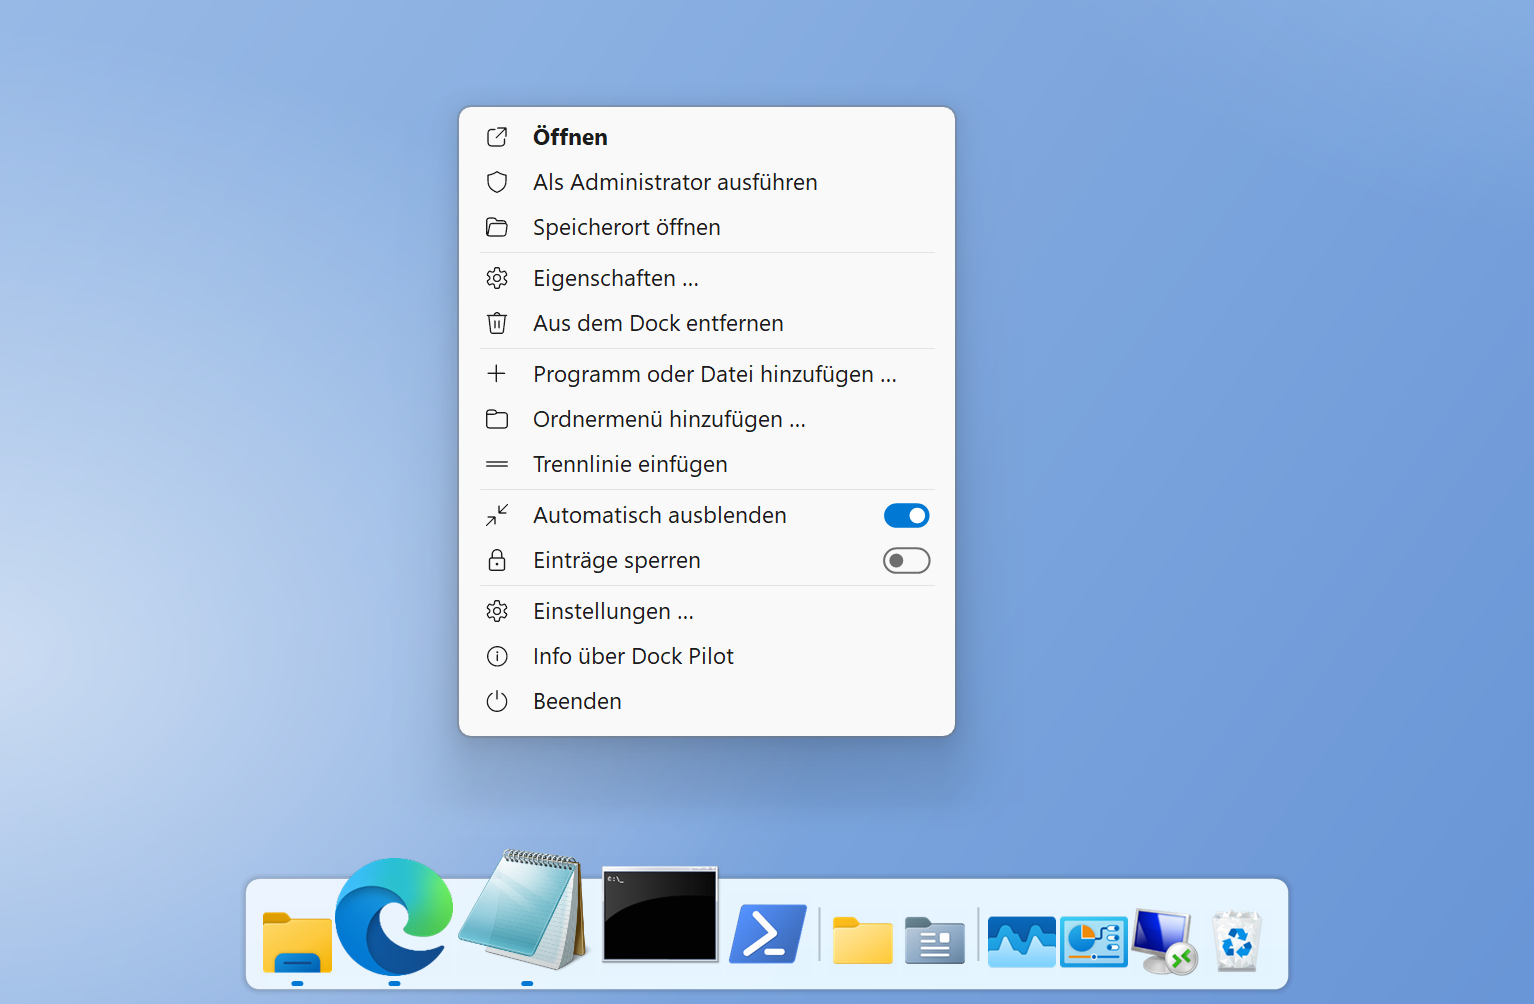 Öffnen
Als Administrator ausführen
Speicherort öffnen
Eigenschaften ...
Aus dem Dock entfernen
Programm oder Datei hinzufügen ...
Ordnermenü hinzufügen ...
Trennlinie einfügen
Automatisch ausblenden
Einträge sperren
Einstellungen ...
Info über Dock Pilot
Beenden
C:\_